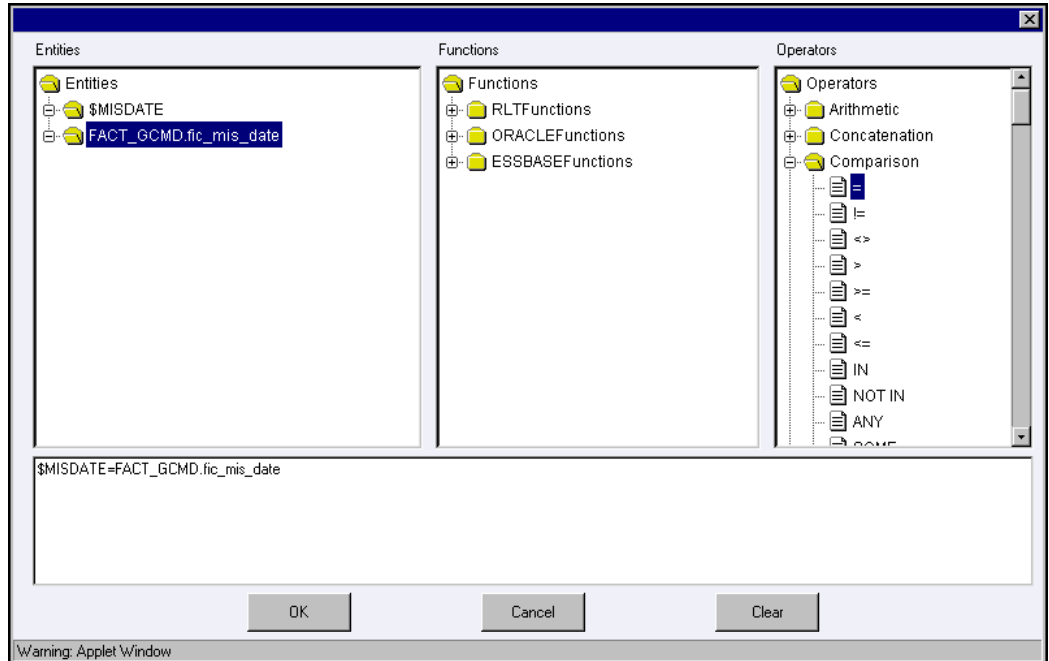 Entities
Functions
Operators
Entities
$MISDATE
FACT_GCMD.fic_mis_date
Functions
RLTFunctions
ORACLEFunctions
ESSBASEFunctions
Operators
Arithmetic
Concatenation
Comparison
=
!=
<>
>
>=
<
<=
IN
NOT IN
ANY
SOME
$MISDATE=FACT_GCMD.fic_mis_date
OK
Cancel
Clear
Warning: Applet Window